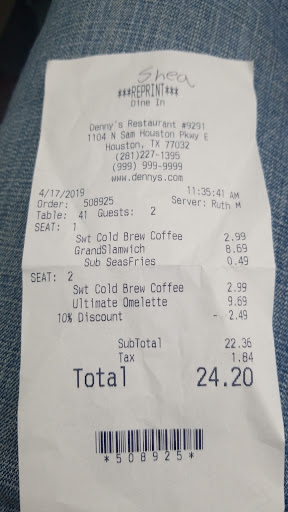 Shea
***REPRINT***
Dine In
Denny's Restaurant #9291
1104 N Sam Houston Pkwy E
Houston, TX 77032
(281)227-1395
(999) 999-9999
www.dennys.com
4/17/2019 11:35:41 AM
Order: 508925 Server: Ruth M
Table: 41 Guests: 2
SEAT: 1
Swt Cold Brew Coffee 2.99
GrandSlamwich 8.69
Sub SeasFries 0.49
SEAT: 2
Swt Cold Brew Coffee 2.99
Ultimate Omelette 9.69
10% Discount - 2.49
SubTotal 22.36
Tax 1.84
Total 24.20
*508925*